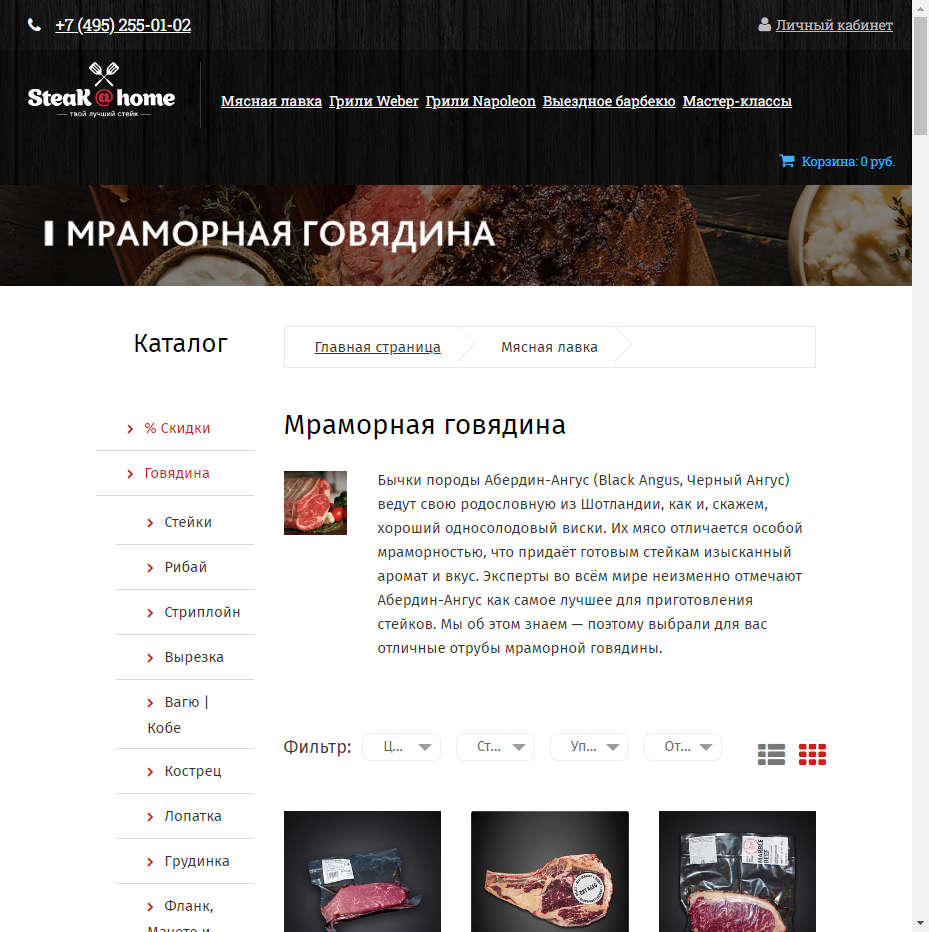 +7 (495) 255-01-02
Личный кабинет
Steak@home
твой лучший стейк
Мясная лавка Грили Weber Грили Napoleon Выездное барбекю Мастер-классы
Корзина: 0 руб.
МРАМОРНАЯ ГОВЯДИНА
Каталог
% Скидки
Говядина
Стейки
Рибай
Стриплойн
Вырезка
Вагю |
Кобе
Кострец
Лопатка
Грудинка
Фланк,
Мачете и
Главная страница
Мясная лавка
Мраморная говядина
Бычки породы Абердин-Ангус (Black Angus, Черный Ангус)
ведут свою родословную из Шотландии, как и, скажем,
хороший односолодовый виски. Их мясо отличается особой
мраморностью, что придаёт готовым стейкам изысканный
аромат и вкус. Эксперты во всём мире неизменно отмечают
Абердин-Ангус как самое лучшее для приготовления
стейков. Мы об этом знаем — поэтому выбрали для вас
отличные отрубы мраморной говядины.
Фильтр: Ц... Ст... Уп... От...
MARBLE
BEEF